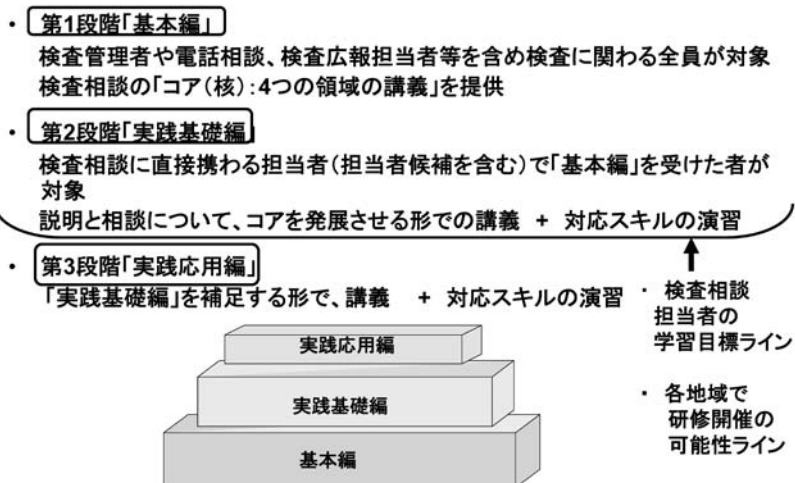 ・ 第1段階「基本編」
検査管理者や電話相談、検査広報担当者等を含め検査に関わる全員が対象
検査相談の「コア（核）：4つの領域の講義」を提供
・ 第2段階「実践基礎編」
検査相談に直接携わる担当者（担当者候補を含む）で「基本編」を受けた者が
対象
説明と相談について、コアを発展させる形での講義 + 対応スキルの演習
・ 第3段階「実践応用編」
「実践基礎編」を補足する形で、講義 + 対応スキルの演習
・ 検査相談
担当者の
学習目標ライン
・ 各地域で
研修開催の
可能性ライン
実践応用編
実践基礎編
基本編